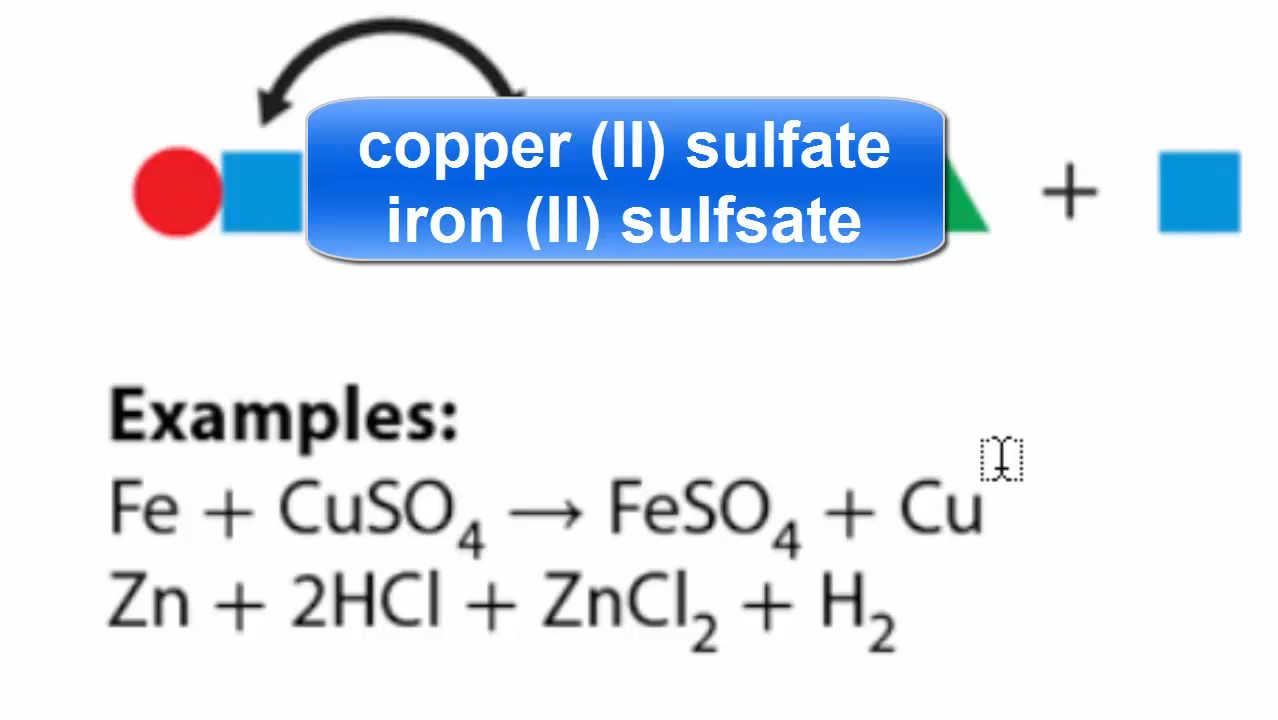 copper (II) sulfate
iron (II) sulfsate
+
Examples:
Fe + CuSO₄ → FeSO₄ + Cu
Zn + 2HCl + ZnCl₂ + H₂